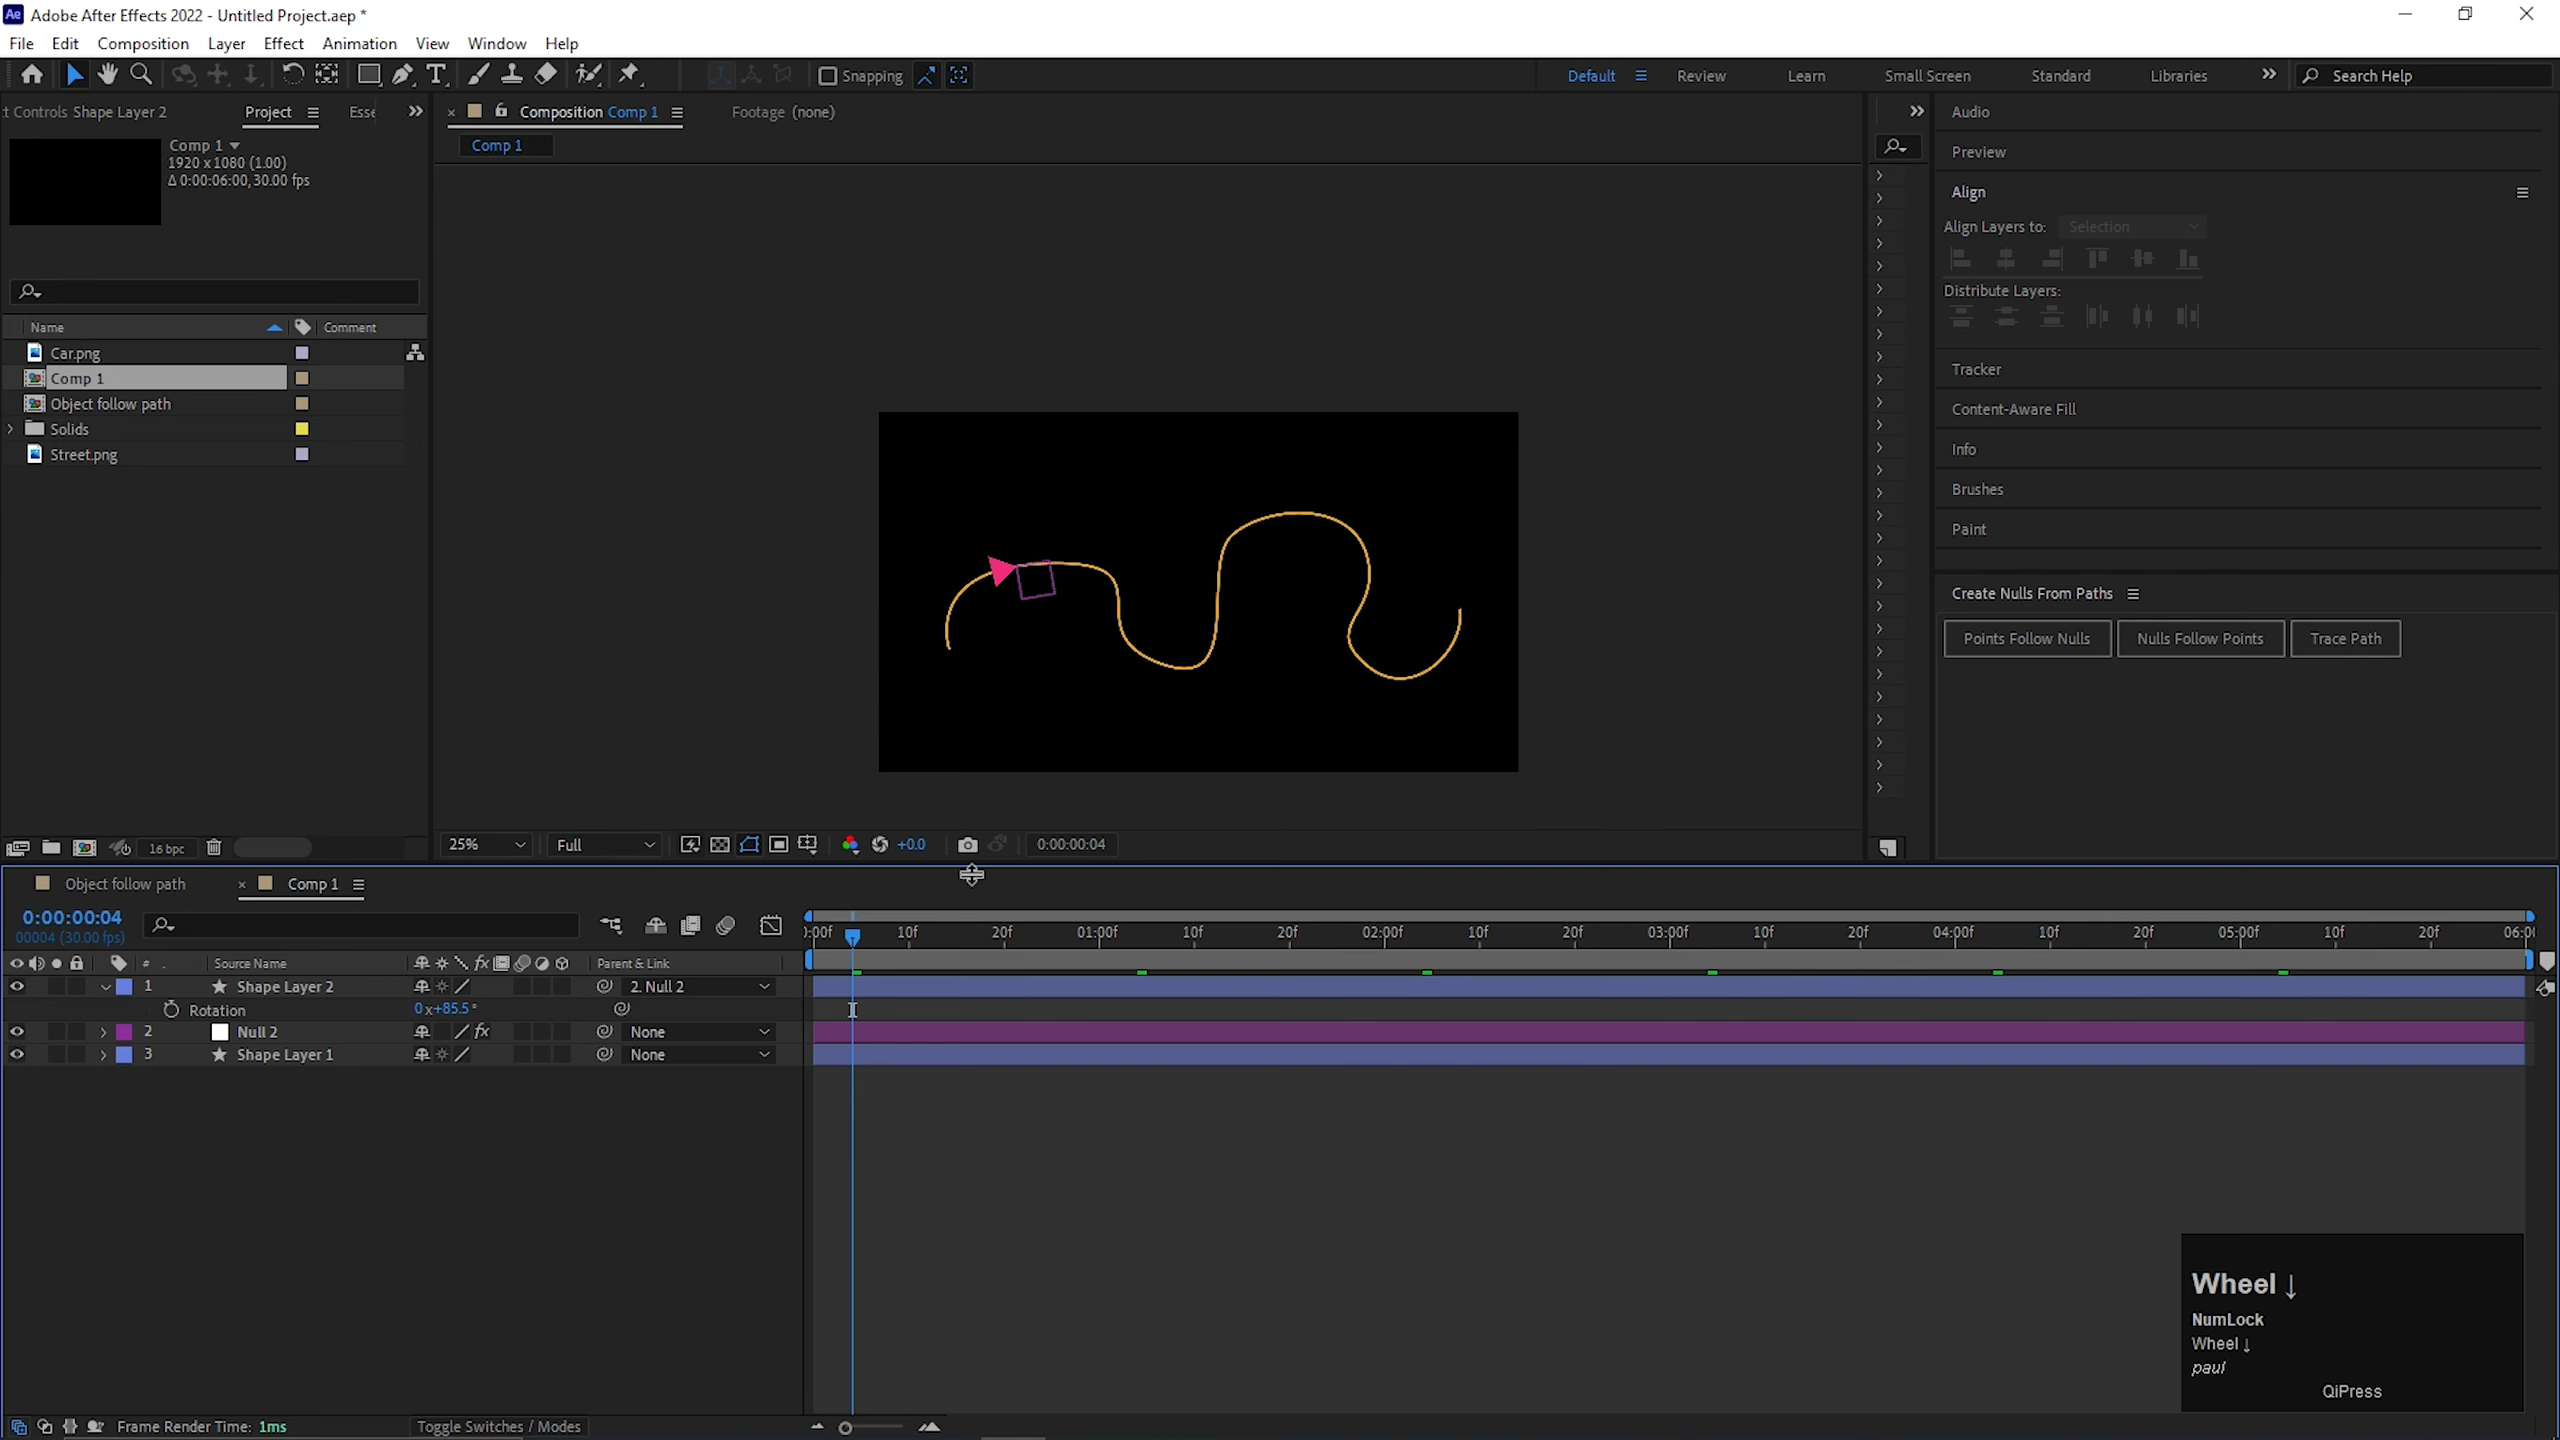 Adobe After Effects 2022 - Untitled Project.aep *
File Edit Composition Layer Effect Animation View Window Help
Snapping
Default Review Learn Small Screen Standard Libraries Search Help
t Controls Shape Layer 2 Project Esse
Composition Comp 1 Footage (none)
Audio
Comp 1
1920 x 1080 (1.00)
Δ 0:00:06:00, 30.00 fps
Comp 1
Preview
Align
Align Layers to: Selection
Distribute Layers:
Name Comment
Car.png
Comp 1
Object follow path
Solids
Street.png
Tracker
Content-Aware Fill
Info
Brushes
Paint
Create Nulls From Paths
Points Follow Nulls Nulls Follow Points Trace Path
16 bpc
25% Full +0.0 0:00:00:04
Object follow path Comp 1
0:00:00:04
00004 (30.00 fps)
):00f 10f 20f 01:00f 10f 20f 02:00f 10f 20f 03:00f 10f 20f 04:00f 10f 20f 05:00f 10f 20f 06:00
# . Source Name fx Parent & Link
1 Shape Layer 2 2. Null 2
Rotation 0x+85.5°
2 Null 2 fx None
3 Shape Layer 1 None
Wheel ↓
NumLock
Wheel ↓
paul
QiPress
Frame Render Time: 1ms Toggle Switches / Modes